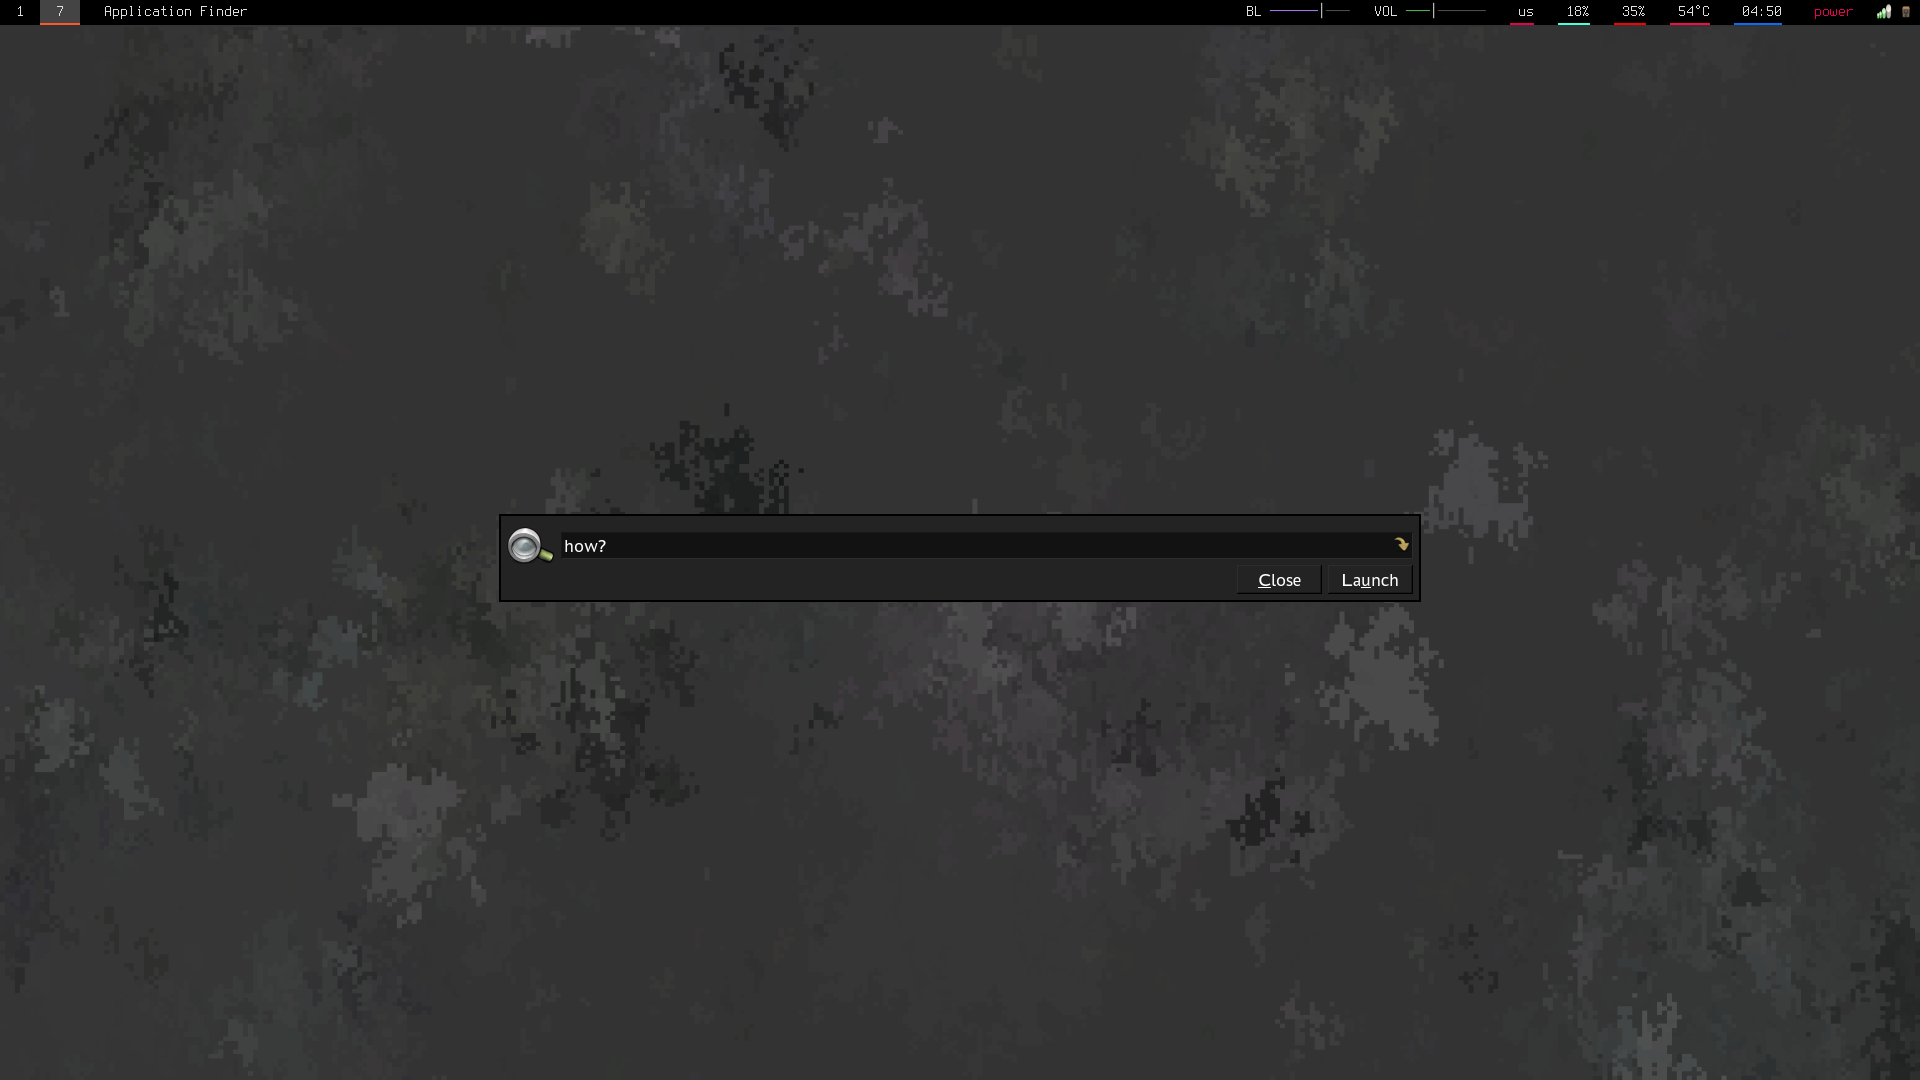 1 7 Application Finder BL VOL us 18% 35% 54°C 04:50 power
how?
Close Launch